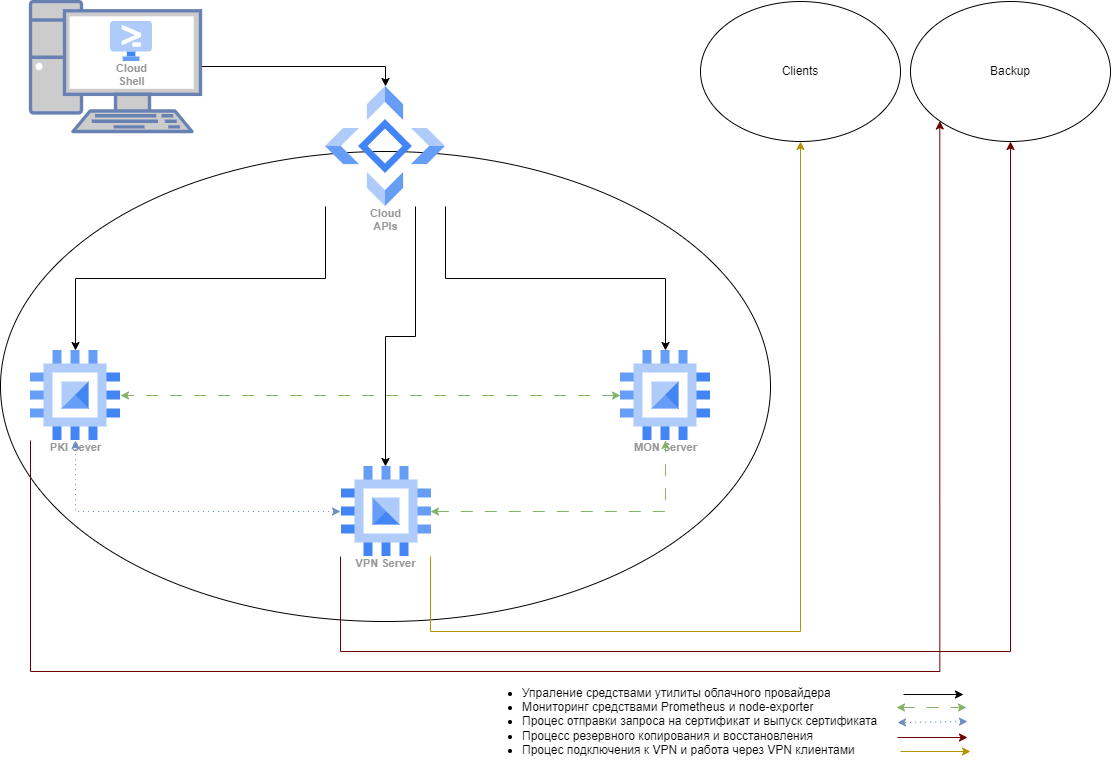 Cloud
Shell
Clients
Backup
Cloud
APIs
PKI Sever
MON Server
VPN Server
Упраление средствами утилиты облачного провайдера
Мониторинг средствами Prometheus и node-exporter
Процес отправки запроса на сертификат и выпуск сертификата
Процесс резервного копирования и восстановления
Процес подключения к VPN и работа через VPN клиентами